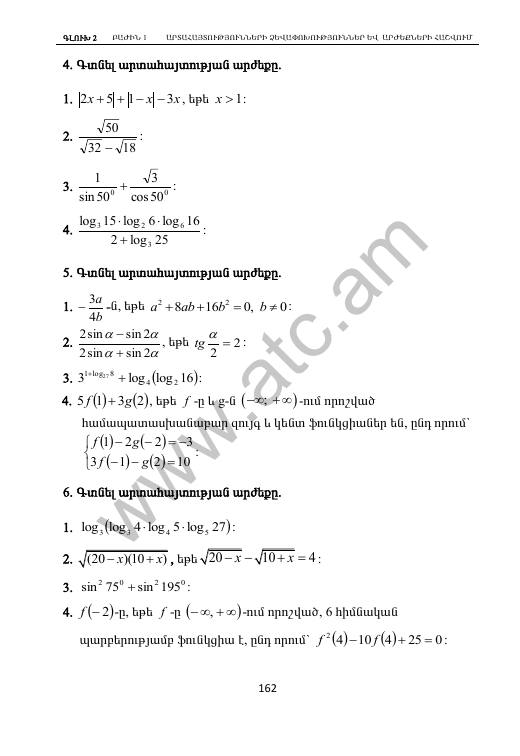 ԳԼՈՒԽ 2 ԲԱԺԻՆ 1 ԱՐՏԱՀԱՅՏՈՒԹՅՈՒՆՆԵՐԻ ՁԵՎԱՓՈԽՈՒԹՅՈՒՆՆԵՐ ԵՎ ԱՐԺԵՔՆԵՐԻ ՀԱՇՎՈՒՄ
4. Գտնել արտահայտության արժեքը.
1. |2x + 5| + |1 − x| − 3x, եթե x > 1:
2. √50 / (√32 − √18) :
3. 1 / sin 50⁰ + √3 / cos 50⁰ :
4. (log₃ 15 · log₂ 6 · log₆ 16) / (2 + log₃ 25) :
5. Գտնել արտահայտության արժեքը.
1. − 3a / 4b -ն, եթե a² + 8ab + 16b² = 0, b ≠ 0:
2. (2 sin α − sin 2α) / (2 sin α + sin 2α), եթե tg α/2 = 2 :
3. 3^(1+log₂₇ 8) + log₄(log₂ 16):
4. 5f(1) + 3g(2), եթե f -ը և g-ն (−∞; +∞)-ում որոշված
համապատասխանաբար զույգ և կենտ ֆունկցիաներ են, ընդ որում՝
{ f(1) − 2g(−2) = −3
3f(−1) − g(2) = 10 :
6. Գտնել արտահայտության արժեքը.
1. log₃(log₃ 4 · log₄ 5 · log₅ 27):
2. √((20 − x)(10 + x)) , եթե √(20 − x) − √(10 + x) = 4 :
3. sin² 75⁰ + sin² 195⁰ :
4. f(−2)-ը, եթե f -ը (−∞, +∞)-ում որոշված, 6 հիմնական
պարբերությամբ ֆունկցիա է, ընդ որում՝ f²(4) − 10f(4) + 25 = 0:
162
www.atc.am